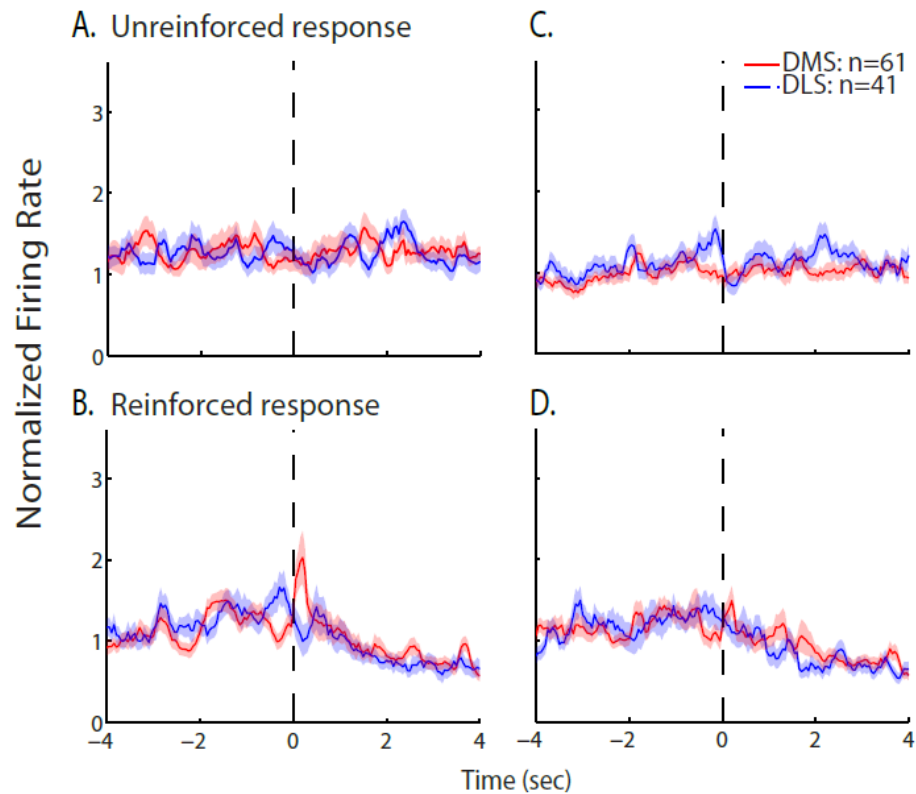 A. Unreinforced response
C.
DMS: n=61
DLS: n=41
3
2
1
0
B. Reinforced response
D.
3
2
1
0
−4 −2 0 2 4
−4 −2 0 2 4
Normalized Firing Rate
Time (sec)